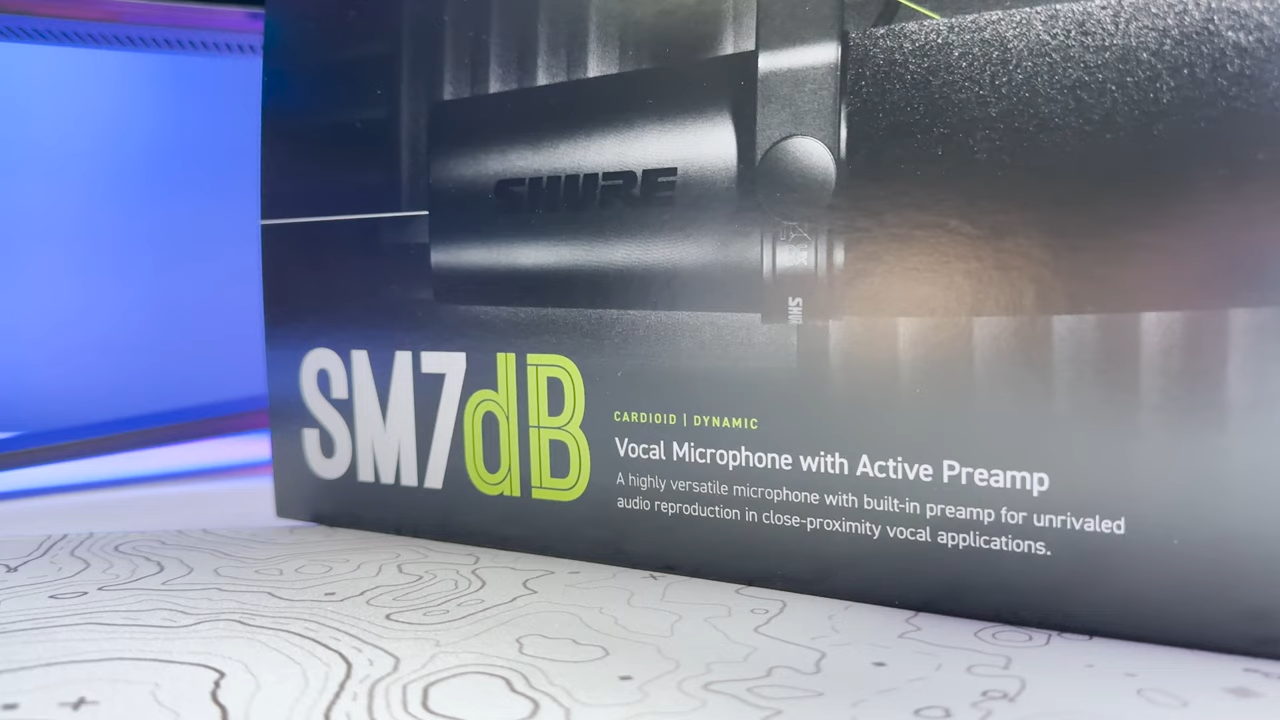 SHURE
SHUR
SM7dB
CARDIOID | DYNAMIC
Vocal Microphone with Active Preamp
A highly versatile microphone with built-in preamp for unrivaled
audio reproduction in close-proximity vocal applications.